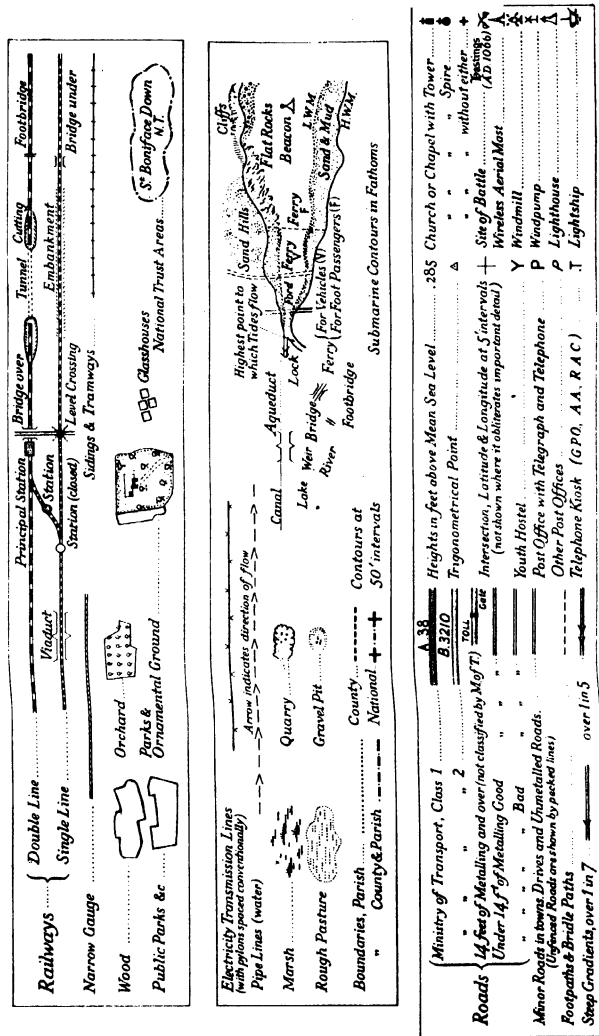 Railways
Double Line
Single Line
Viaduct
Principal Station
Station
Station (closed)
Bridge over
Level Crossing
Tunnel
Cutting
Embankment
Footbridge
Bridge under
Narrow Gauge
Sidings & Tramways
Wood
Orchard
Glasshouses
Public Parks &c
Parks &
Ornamental Ground
National Trust Areas
St. Boniface Down
N.T.
Electricity Transmission Lines
(with pylons spaced conventionally)
Pipe Lines (water)
Arrow indicates direction of flow
Marsh
Quarry
Rough Pasture
Gravel Pit
Boundaries, Parish
County
" County & Parish
National
Contours at
50' intervals
Canal
Aqueduct
Lock
Lake
Weir
Bridge
River
"
Footbridge
Highest point to
which Tides flow
Sand Hills
Cliffs
Flat Rocks
Beacon
Ford
Ferry
V
Ferry
F
L.W.M.
Sand & Mud
H.W.M.
Ferry
For Vehicles (V)
For Foot Passengers (F)
Submarine Contours in Fathoms
Roads
Ministry of Transport, Class 1
A 38
" " " " 2
B.3210
14 feet of Metalling and over (not classified by M of T.)
TOLL
Gate
Under 14 ft of Metalling Good
" " " " Bad
Minor Roads in towns, Drives and Unmetalled Roads.
(Unfenced Roads are shown by pecked lines)
Footpaths & Bridle Paths
Steep Gradients, over 1 in 7
over 1 in 5
Heights in feet above Mean Sea Level
.285
Trigonometrical Point
Intersection, Latitude & Longitude at 5' intervals
(not shown where it obliterates important detail)
Youth Hostel
Y
Post Office with Telegraph and Telephone
P
Other Post Offices
P
Telephone Kiosk (GPO, AA, RAC)
T
Church or Chapel with Tower
" " " " Spire
" " " " without either
Site of Battle
(A.D. 1066)
Wireless Aerial Mast
Windmill
Windpump
Lighthouse
Lightship